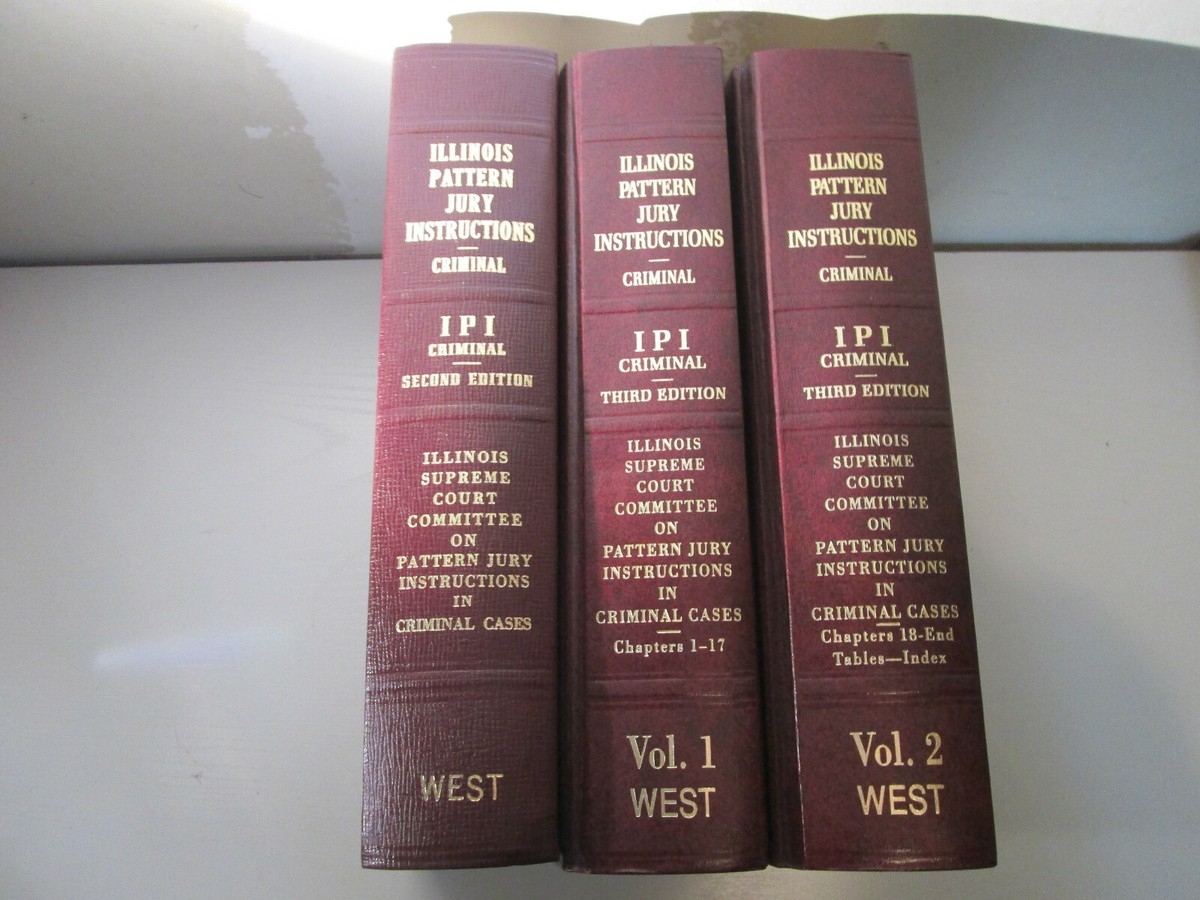 ILLINOIS
PATTERN
JURY
INSTRUCTIONS
CRIMINAL
IPI
CRIMINAL
SECOND EDITION
ILLINOIS
SUPREME
COURT
COMMITTEE
ON
PATTERN JURY
INSTRUCTIONS
IN
CRIMINAL CASES
WEST
ILLINOIS
PATTERN
JURY
INSTRUCTIONS
CRIMINAL
IPI
CRIMINAL
THIRD EDITION
ILLINOIS
SUPREME
COURT
COMMITTEE
ON
PATTERN JURY
INSTRUCTIONS
IN
CRIMINAL CASES
Chapters 1-17
Vol. 1
WEST
ILLINOIS
PATTERN
JURY
INSTRUCTIONS
CRIMINAL
IPI
CRIMINAL
THIRD EDITION
ILLINOIS
SUPREME
COURT
COMMITTEE
ON
PATTERN JURY
INSTRUCTIONS
IN
CRIMINAL CASES
Chapters 18-End
Tables—Index
Vol. 2
WEST